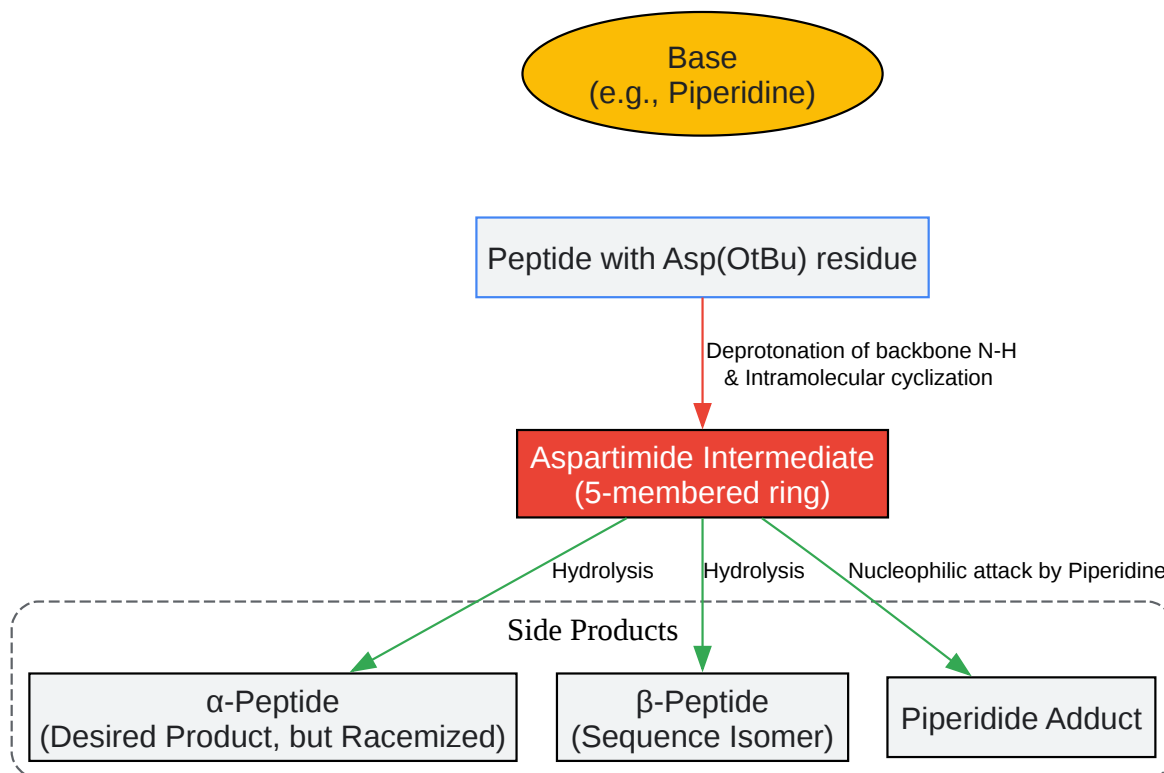 Base
(e.g., Piperidine)
Peptide with Asp(OtBu) residue
Deprotonation of backbone N-H
& Intramolecular cyclization
Aspartimide Intermediate
(5-membered ring)
Hydrolysis
Hydrolysis
Nucleophilic attack by Piperidine
Side Products
α-Peptide
(Desired Product, but Racemized)
β-Peptide
(Sequence Isomer)
Piperidide Adduct